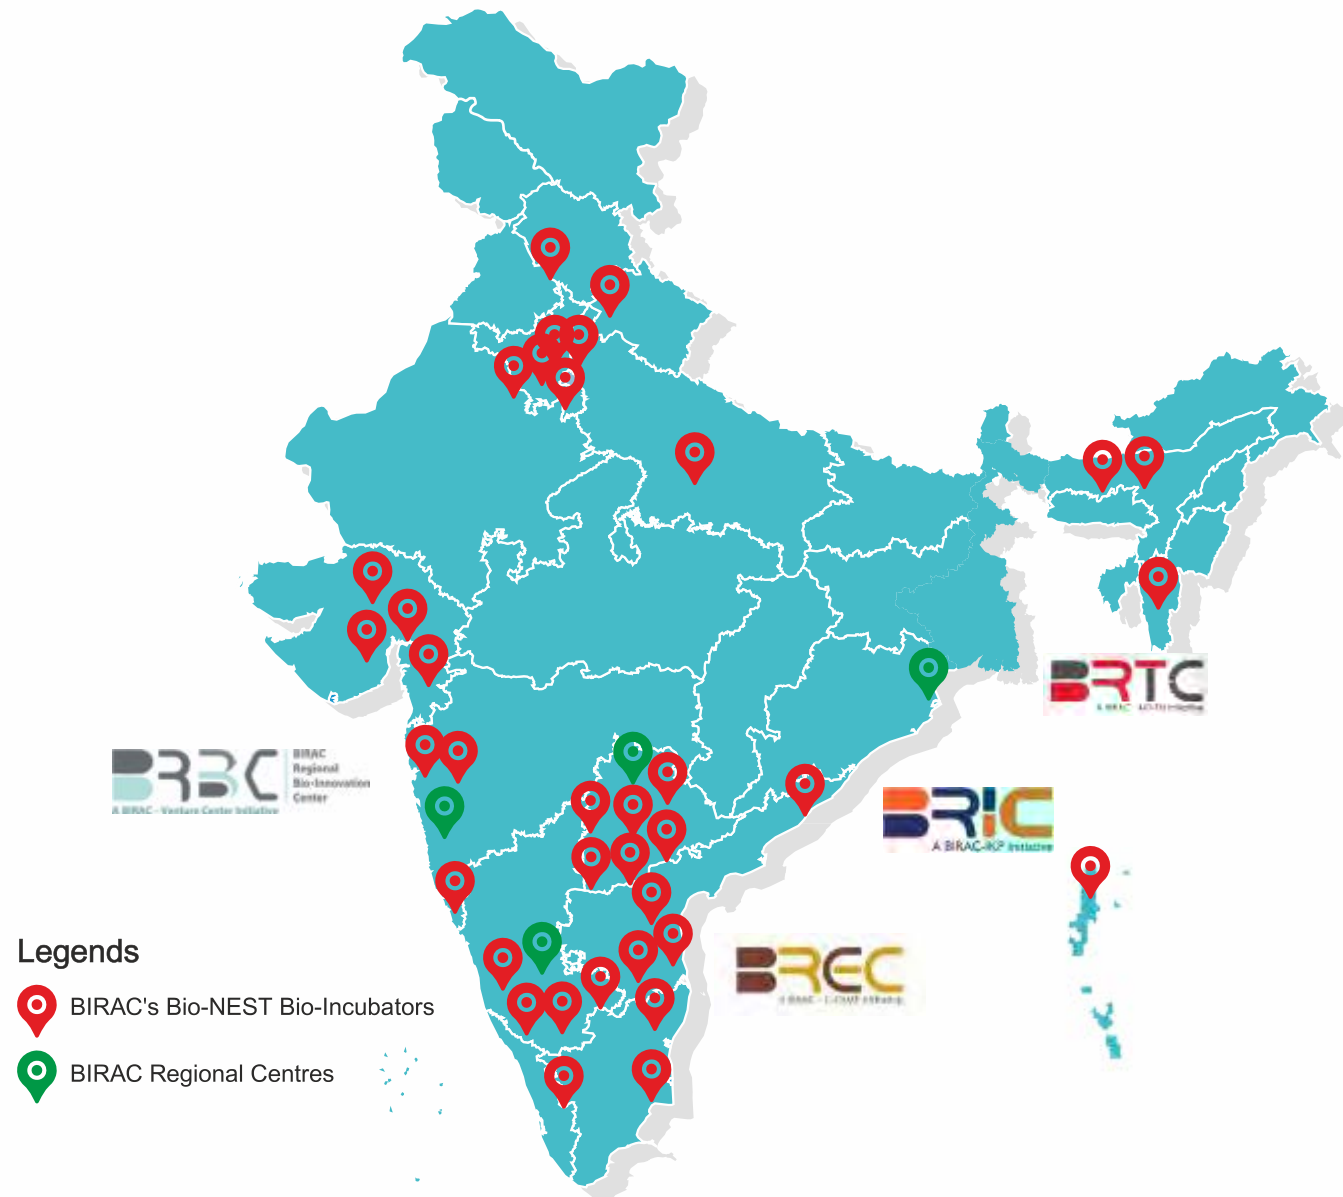 BRTC
BRBC
BIRAC
Regional
Bio-Innovation
Center
A BIRAC - Venture Center Initiative
BRIC
A BIRAC-IKP Initiative
BREC
Legends
BIRAC's Bio-NEST Bio-Incubators
BIRAC Regional Centres